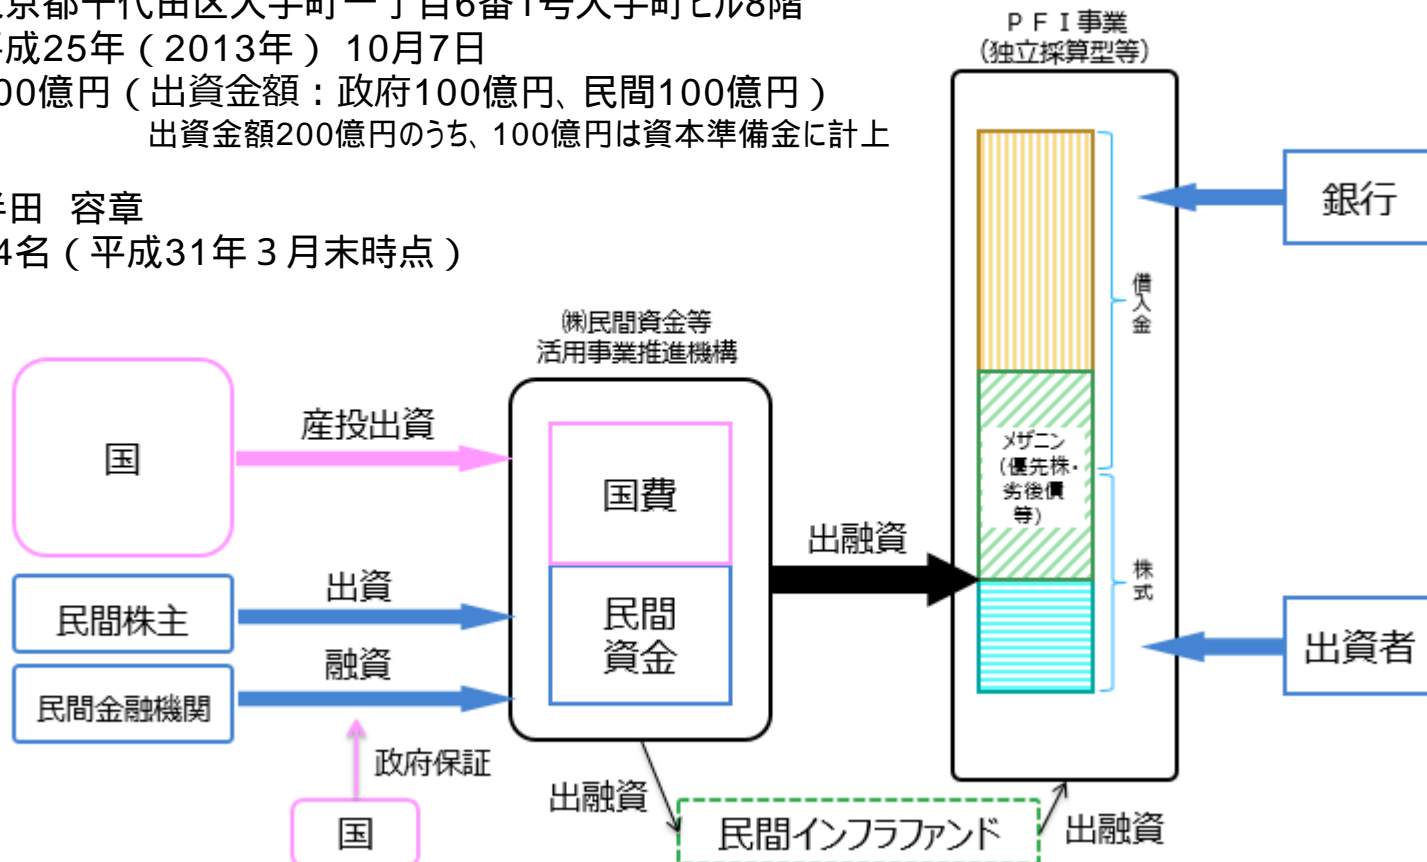 東京都千代田区大手町一丁目6番1号大手町ビル8階
平成25年（2013年） 10月7日
00億円（出資金額：政府100億円、民間100億円）
出資金額200億円のうち、100億円は資本準備金に計上
半田　容章
4名（平成31年３月末時点）
ＰＦＩ事業
（独立採算型等）
銀行
借入金
㈱民間資金等
活用事業推進機構
国
産投出資
国費
メザニン
（優先株・
劣後債
等）
出融資
民間株主
出資
民間
資金
株式
出資者
融資
民間金融機関
政府保証
国
出融資
民間インフラファンド
出融資